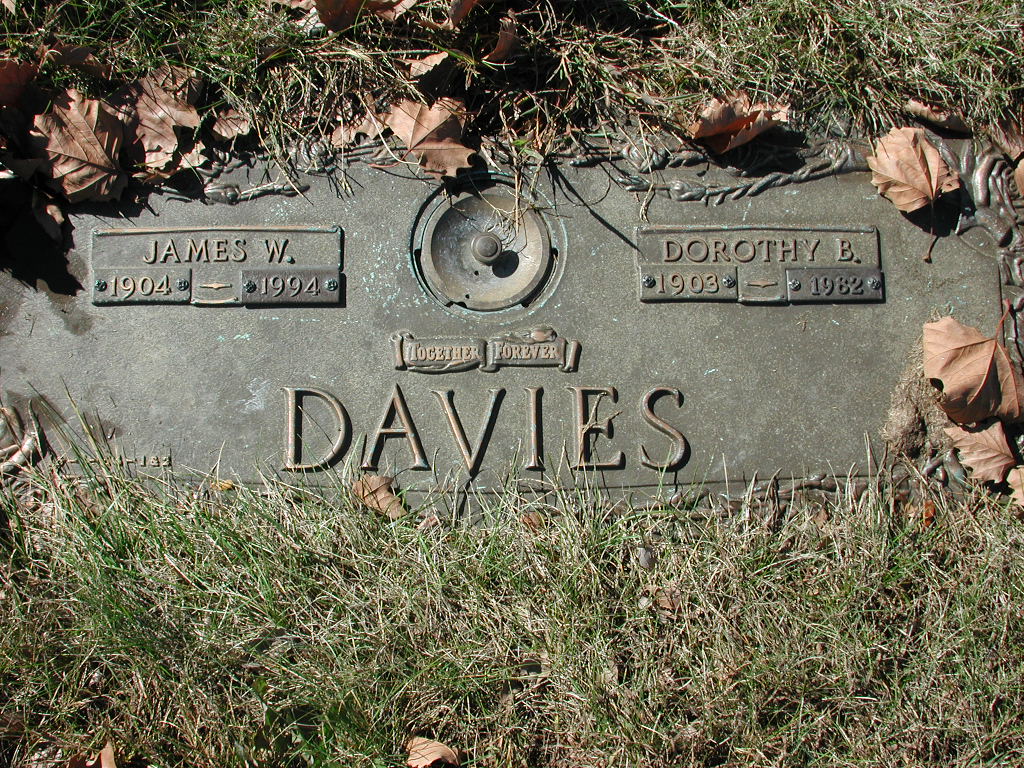 JAMES W.
1904 – 1994
DOROTHY B.
1903 – 1982
TOGETHER FOREVER
DAVIES